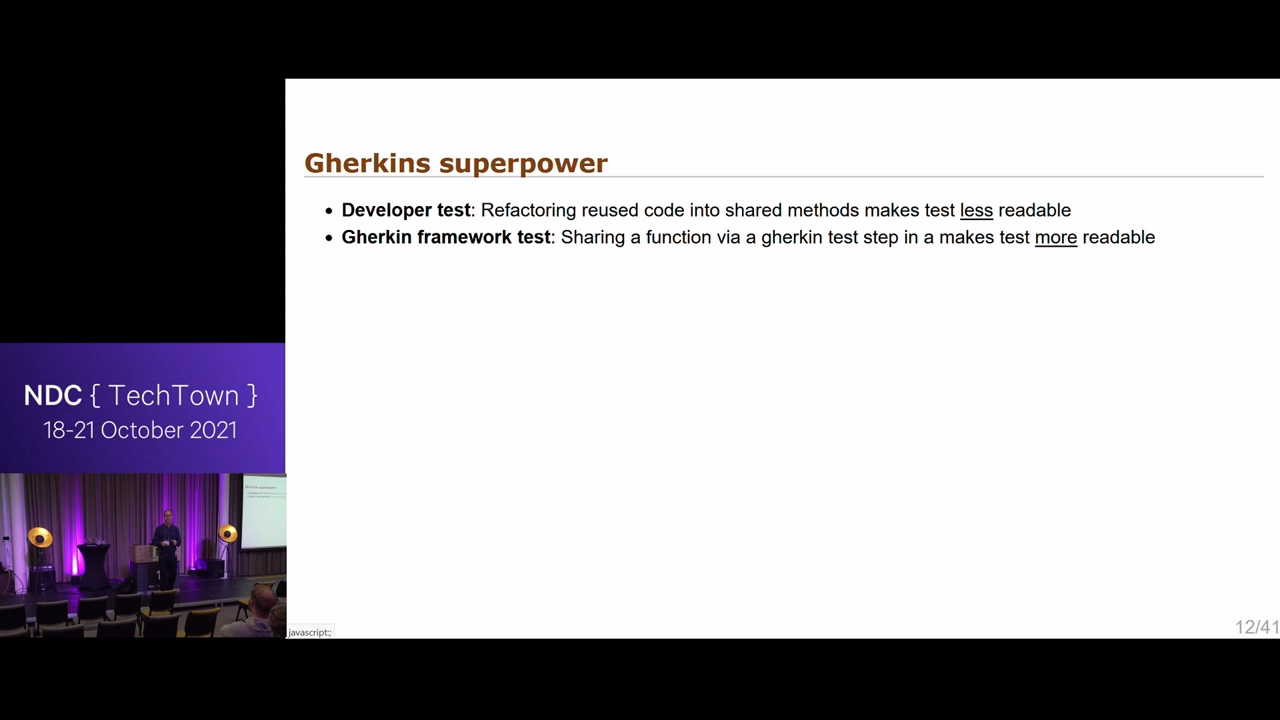 Gherkins superpower
Developer test: Refactoring reused code into shared methods makes test less readable
Gherkin framework test: Sharing a function via a gherkin test step in a makes test more readable
NDC { TechTown }
18-21 October 2021
javascript:;
12/41